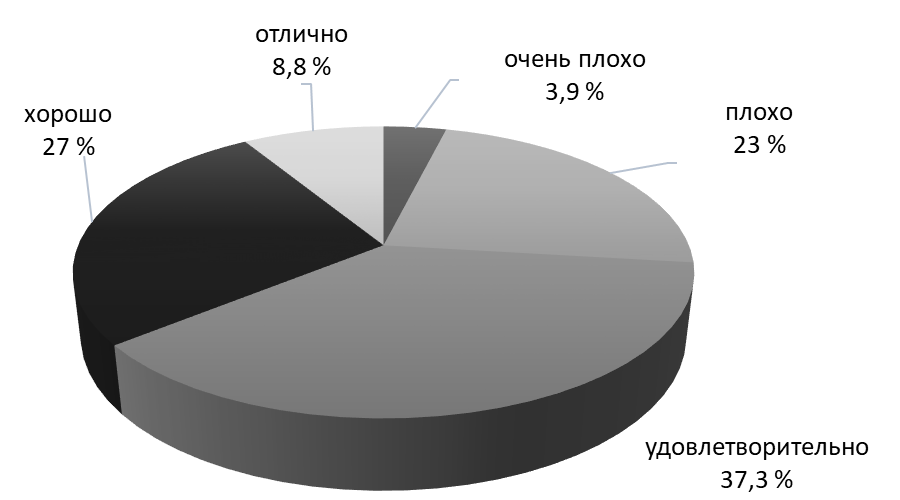 отлично
8,8 %
очень плохо
3,9 %
хорошо
27 %
плохо
23 %
удовлетворительно
37,3 %